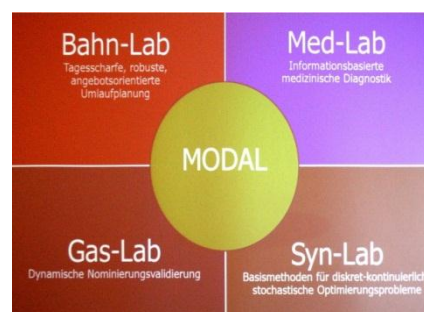 Bahn-Lab
Tagesscharfe, robuste,
angebotsorientierte
Umlaufplanung
Med-Lab
Informationsbasierte
medizinische Diagnostik
MODAL
Gas-Lab
Dynamische Nominierungsvalidierung
Syn-Lab
Basismethoden für diskret-kontinuierlich
stochastische Optimierungsprobleme